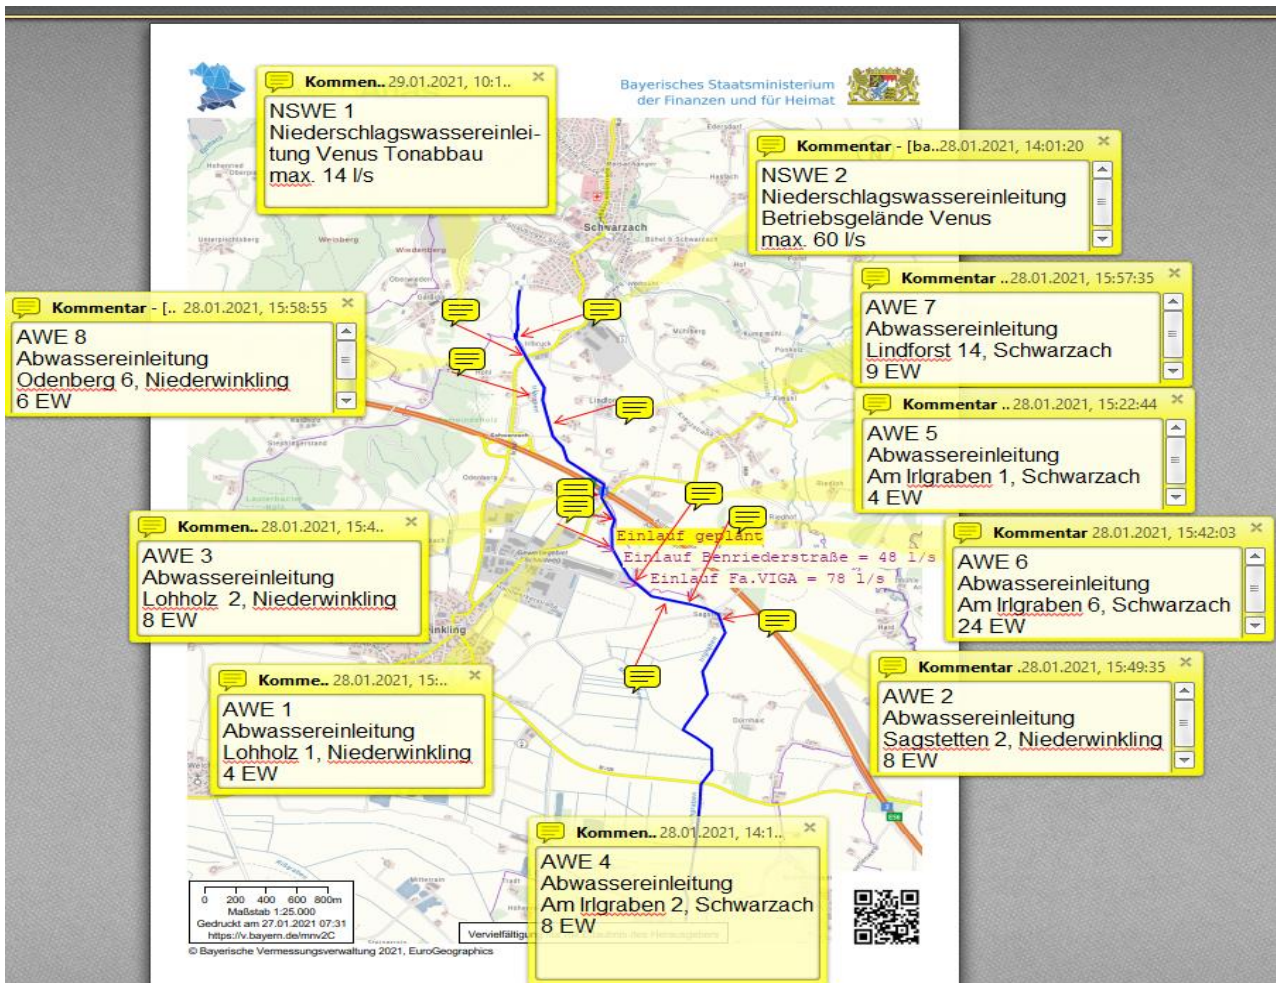 Kommen.. 29.01.2021, 10:1..
NSWE 1
Niederschlagswassereinlei-
tung Venus Tonabbau
max. 14 l/s
Bayerisches Staatsministerium
der Finanzen und für Heimat
Kommentar - [ba..28.01.2021, 14:01:20
NSWE 2
Niederschlagswassereinleitung
Betriebsgelände Venus
max. 60 l/s
Schwarzach
Weinberg
Kommentar ..28.01.2021, 15:57:35
AWE 7
Abwassereinleitung
Lindforst 14, Schwarzach
9 EW
Kommentar - [.. 28.01.2021, 15:58:55
AWE 8
Abwassereinleitung
Odenberg 6, Niederwinkling
6 EW
Kommentar ..28.01.2021, 15:22:44
AWE 5
Abwassereinleitung
Am Irlgraben 1, Schwarzach
4 EW
Odenberg
Kommen.. 28.01.2021, 15:4..
AWE 3
Abwassereinleitung
Lohholz 2, Niederwinkling
8 EW
Einlauf geplant
Einlauf Benriederstraße = 48 l/s
Einlauf Fa.VIGA = 78 l/s
Kommentar 28.01.2021, 15:42:03
AWE 6
Abwassereinleitung
Am Irlgraben 6, Schwarzach
24 EW
inkling
Komme.. 28.01.2021, 15:..
AWE 1
Abwassereinleitung
Lohholz 1, Niederwinkling
4 EW
Kommentar .28.01.2021, 15:49:35
AWE 2
Abwassereinleitung
Sagstetten 2, Niederwinkling
8 EW
Kommen.. 28.01.2021, 14:1..
AWE 4
Abwassereinleitung
Am Irlgraben 2, Schwarzach
8 EW
0 200 400 600 800m
Maßstab 1:25.000
Gedruckt am 27.01.2021 07:31
https://v.bayern.de/mnv2C
Vervielfältigu
© Bayerische Vermessungsverwaltung 2021, EuroGeographics